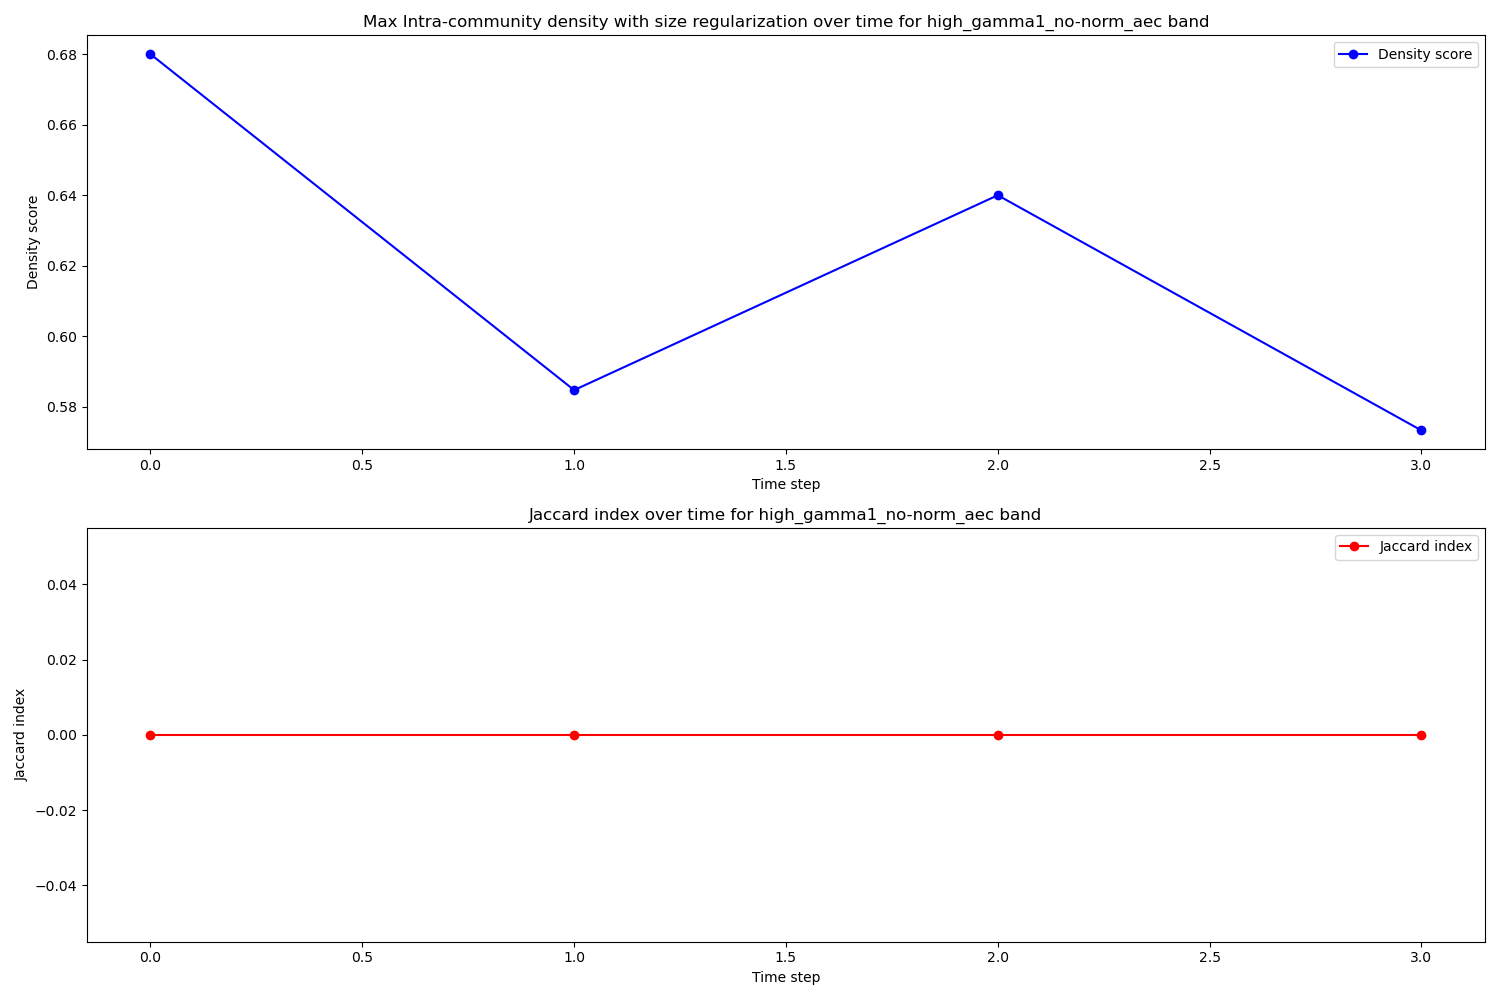 Max Intra-community density with size regularization over time for high_gamma1_no-norm_aec band
Density score
0.68
0.66
0.64
0.62
0.60
0.58
Density score
0.0 0.5 1.0 1.5 2.0 2.5 3.0
Time step
Jaccard index over time for high_gamma1_no-norm_aec band
Jaccard index
0.04
0.02
0.00
−0.02
−0.04
Jaccard index
0.0 0.5 1.0 1.5 2.0 2.5 3.0
Time step